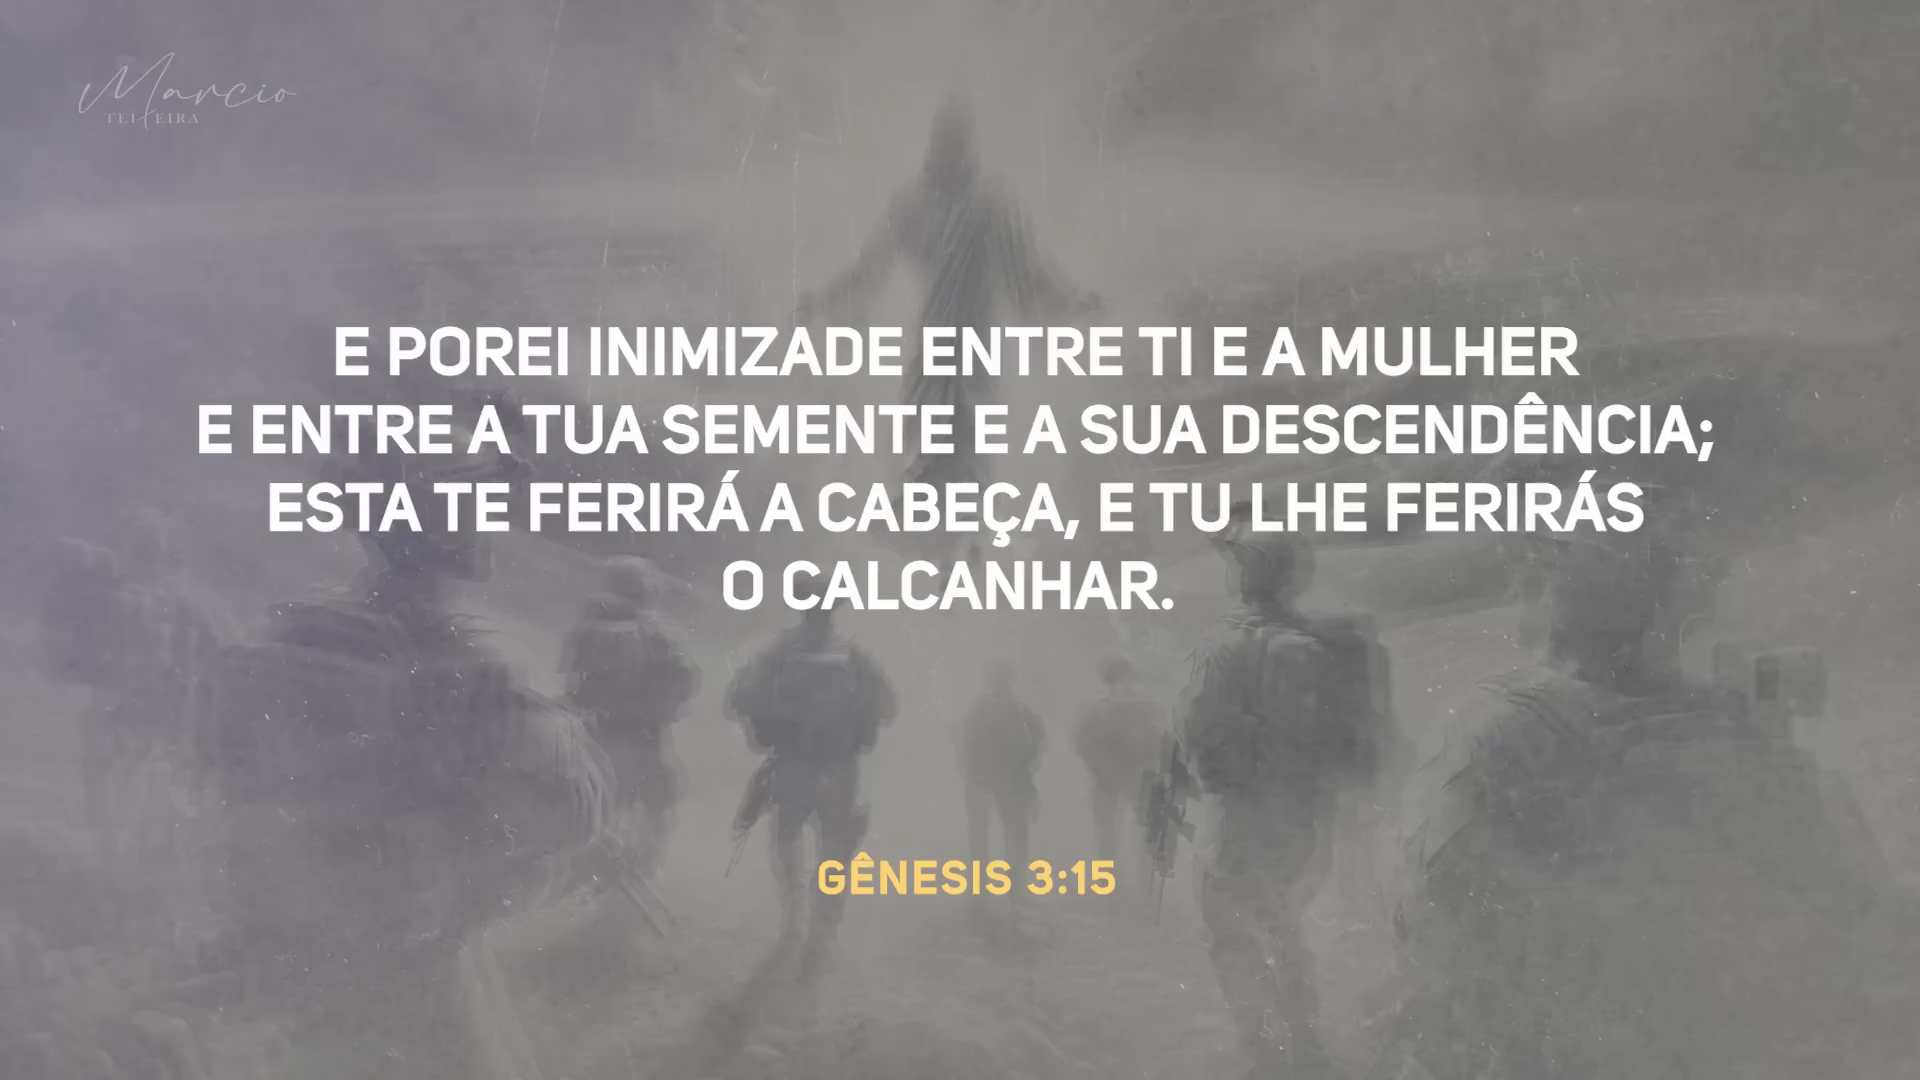 Marcio
TEIXEIRA
E POREI INIMIZADE ENTRE TI E A MULHER
E ENTRE A TUA SEMENTE E A SUA DESCENDÊNCIA;
ESTA TE FERIRÁ A CABEÇA, E TU LHE FERIRÁS
O CALCANHAR.
GÊNESIS 3:15